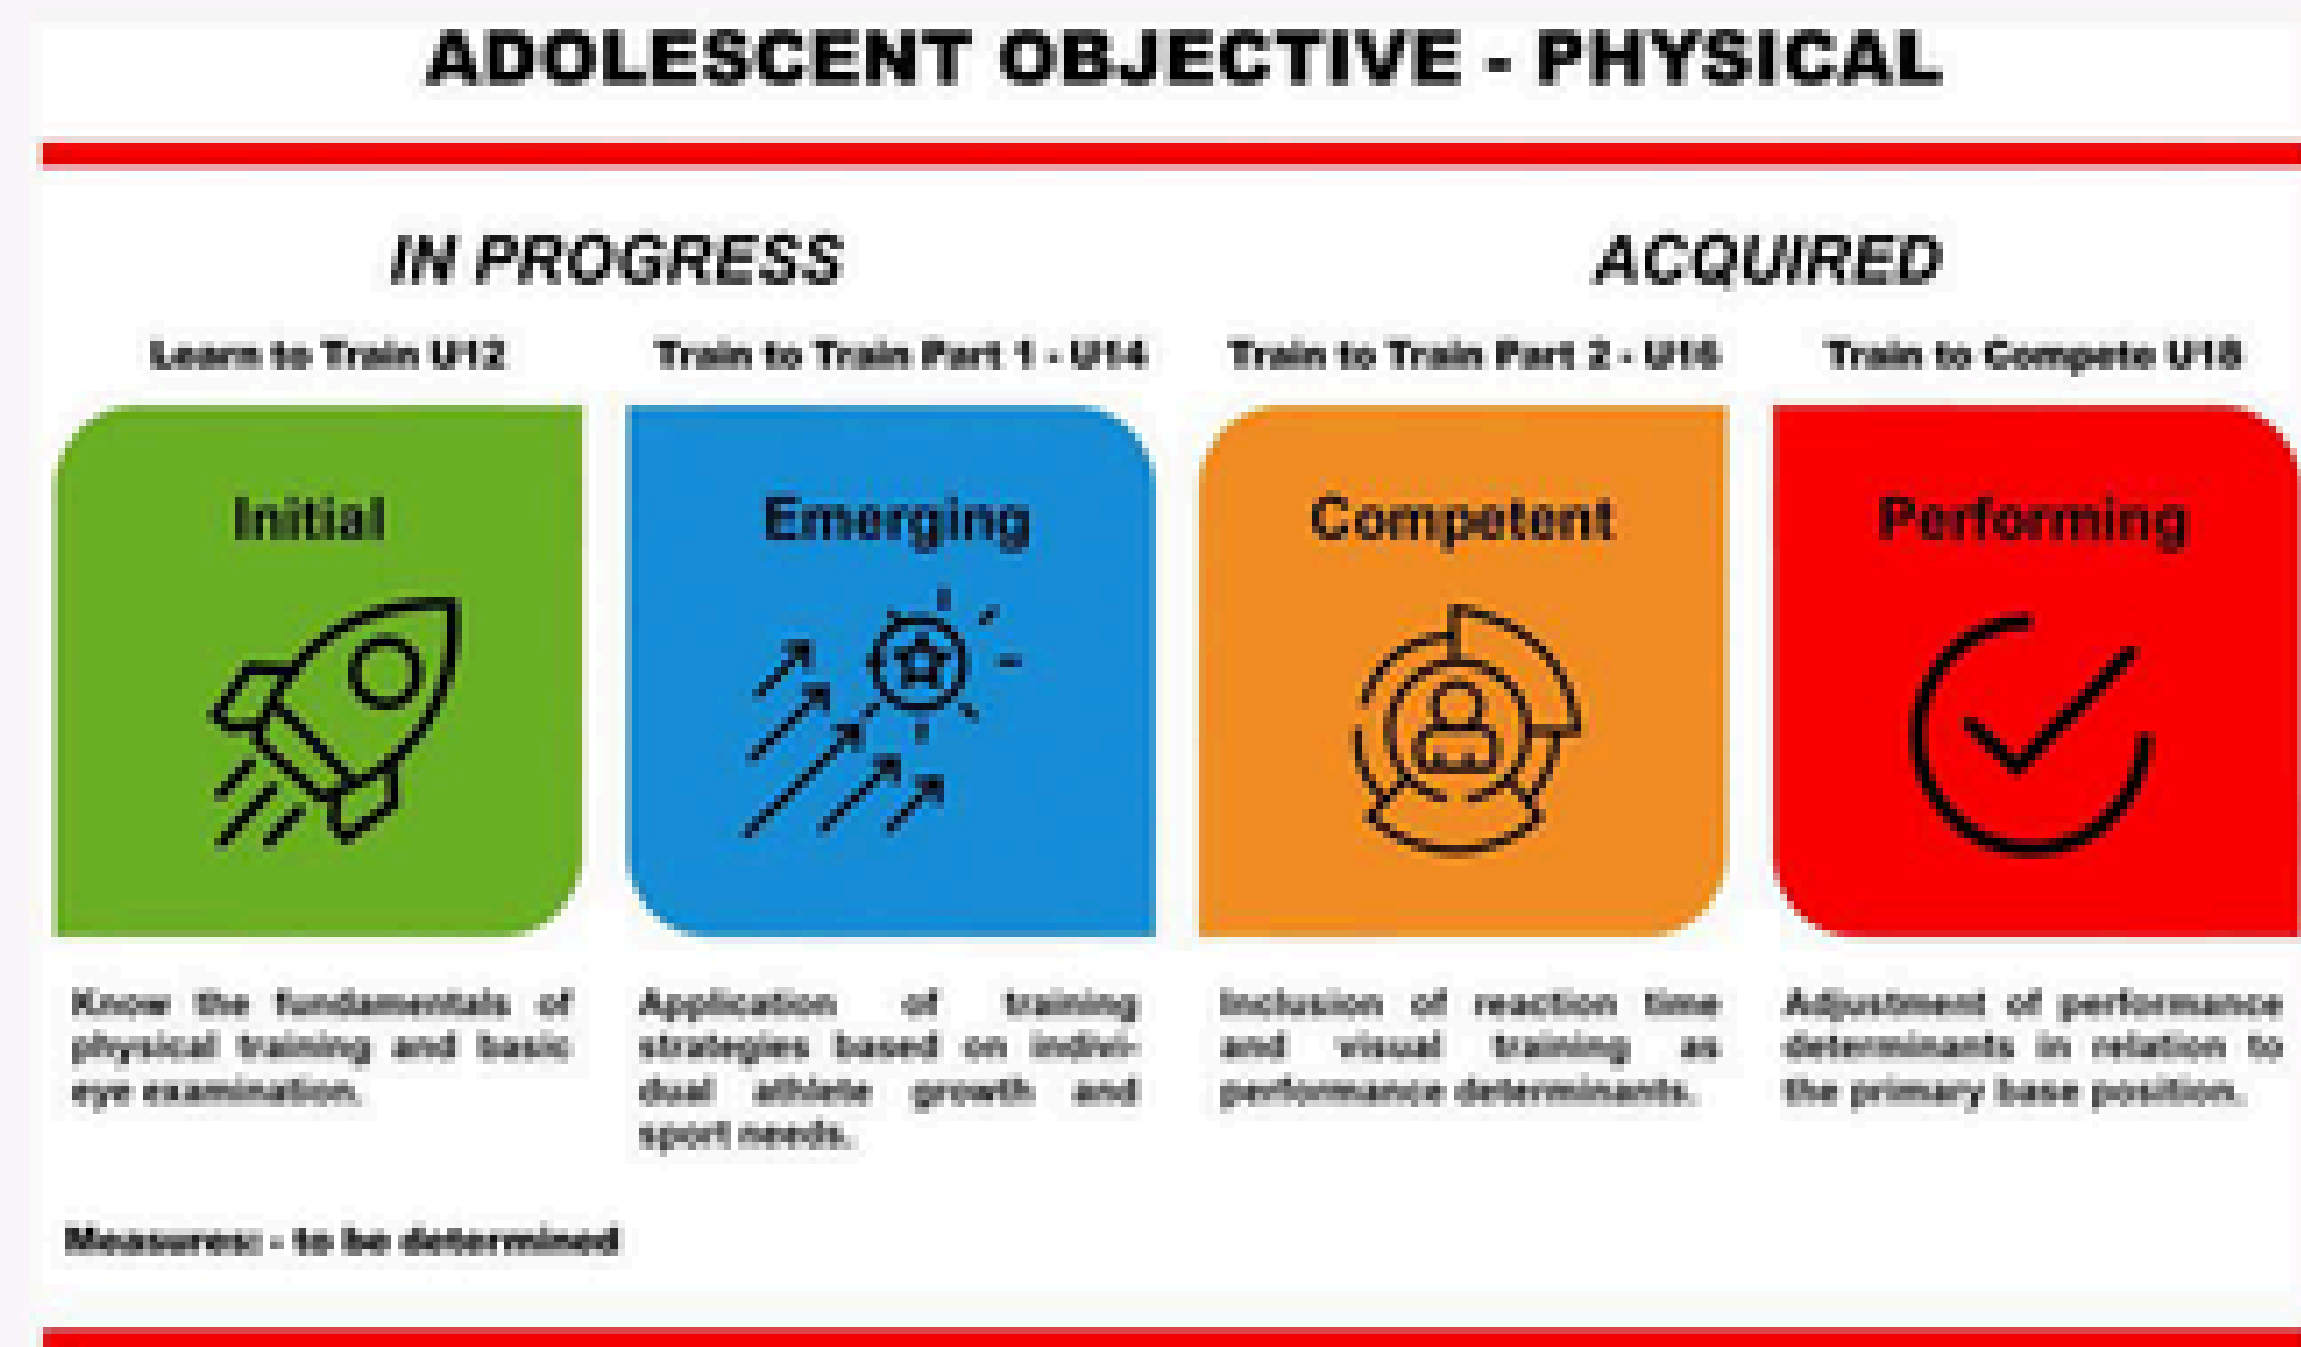 ADOLESCENT OBJECTIVE - PHYSICAL
IN PROGRESS
ACQUIRED
Learn to Train U12
Train to Train Part 1 - U14
Train to Train Part 2 - U16
Train to Compete U18
Initial
Emerging
Competent
Performing
Know the fundamentals of
physical training and basic
eye examination.
Application of training
strategies based on indivi-
dual athlete growth and
sport needs.
Inclusion of reaction time
and visual training as
performance determinants.
Adjustment of performance
determinants in relation to
the primary base position.
Measures: - to be determined